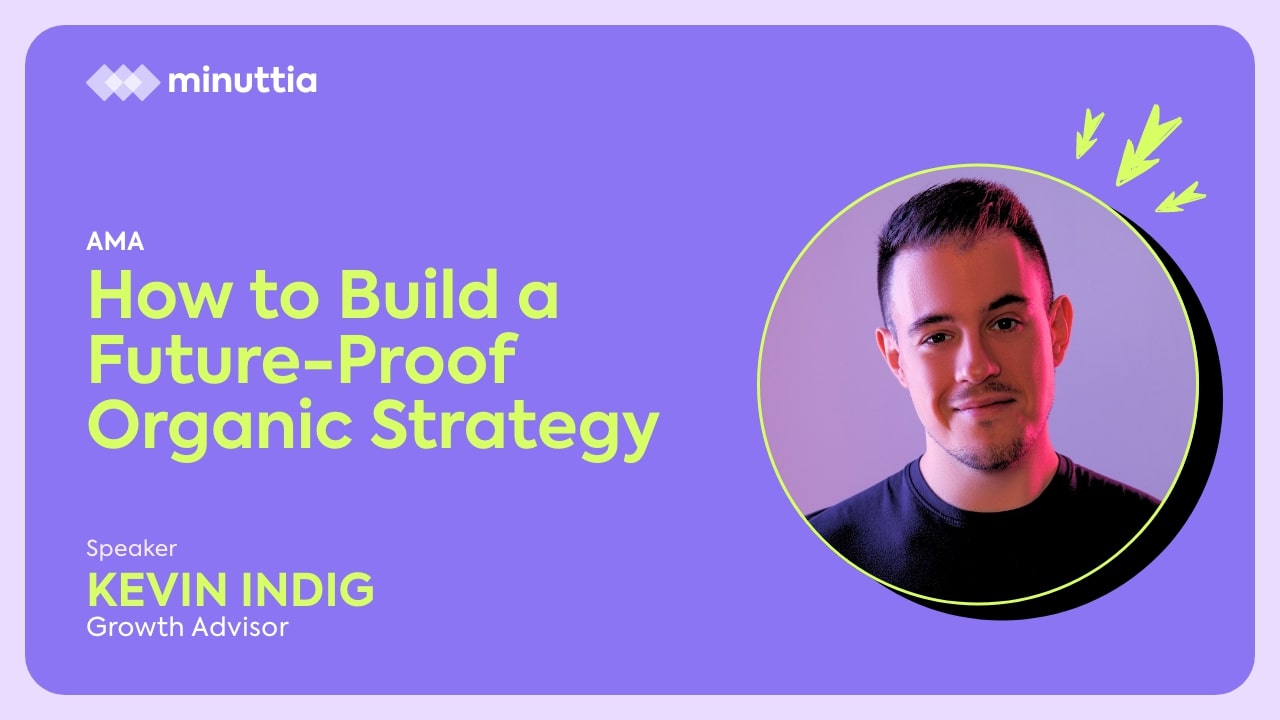 minuttia
AMA
How to Build a
Future-Proof
Organic Strategy
Speaker
KEVIN INDIG
Growth Advisor